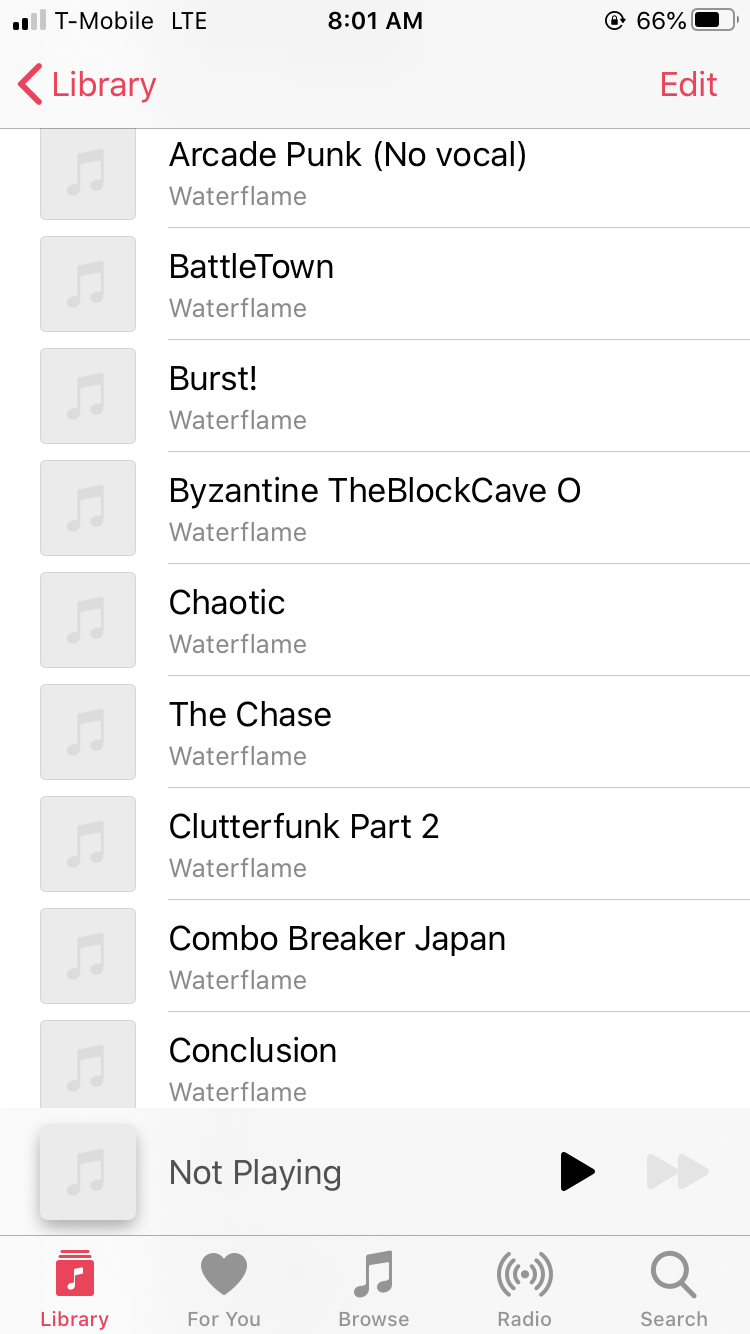 T-Mobile LTE 8:01 AM 66%
Library Edit
Arcade Punk (No vocal)
Waterflame
BattleTown
Waterflame
Burst!
Waterflame
Byzantine TheBlockCave O
Waterflame
Chaotic
Waterflame
The Chase
Waterflame
Clutterfunk Part 2
Waterflame
Combo Breaker Japan
Waterflame
Conclusion
Waterflame
Not Playing
Library For You Browse Radio Search